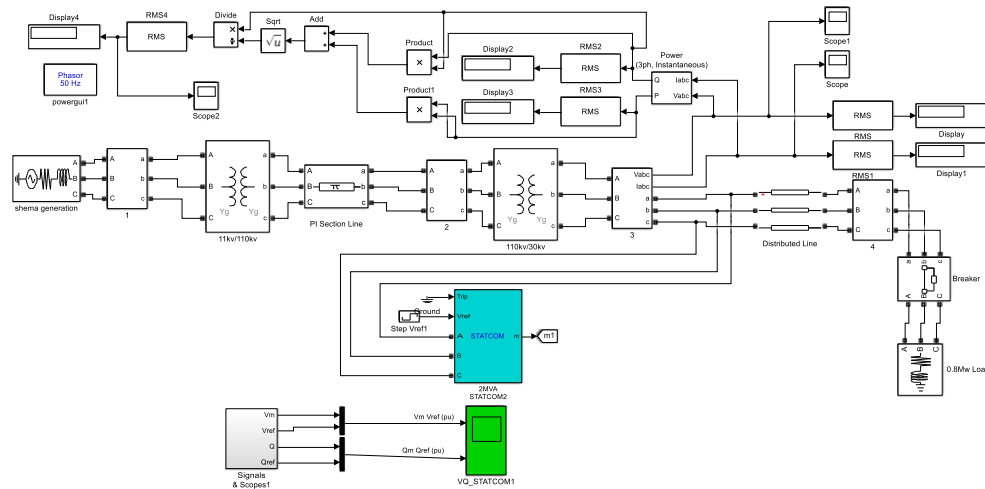 Display4
RMS4
RMS
Divide
×
÷
Sqrt
√u
Add
+
+
Product
×
Display2
RMS2
RMS
Power
(3ph, Instantaneous)
Q
Iabc
P
Vabc
Scope1
Scope
Phasor
50 Hz
powergui1
Scope2
Product1
×
Display3
RMS3
RMS
RMS
RMS
Display
RMS
RMS1
Display1
A
B
C
shema generation
A
a
B
b
C
c
1
A
a
B
b
C
c
Yg
Yg
11kv/110kv
A
a
B
b
C
c
PI Section Line
A
a
B
b
C
c
2
A
a
B
b
C
c
Yg
Yg
110kv/30kv
Vabc
Iabc
A
a
B
b
C
c
3
Distributed Line
A
a
B
b
C
c
4
a
b
c
A
B
C
Breaker
A
B
C
0.8Mw Loa
Ground
Step Vref1
Trip
Vref
A
B
C
STATCOM
m
m1
2MVA
STATCOM2
Vm
Vref
Q
Qref
Signals
& Scopes1
Vm Vref (pu)
Qm Qref (pu)
VQ_STATCOM1